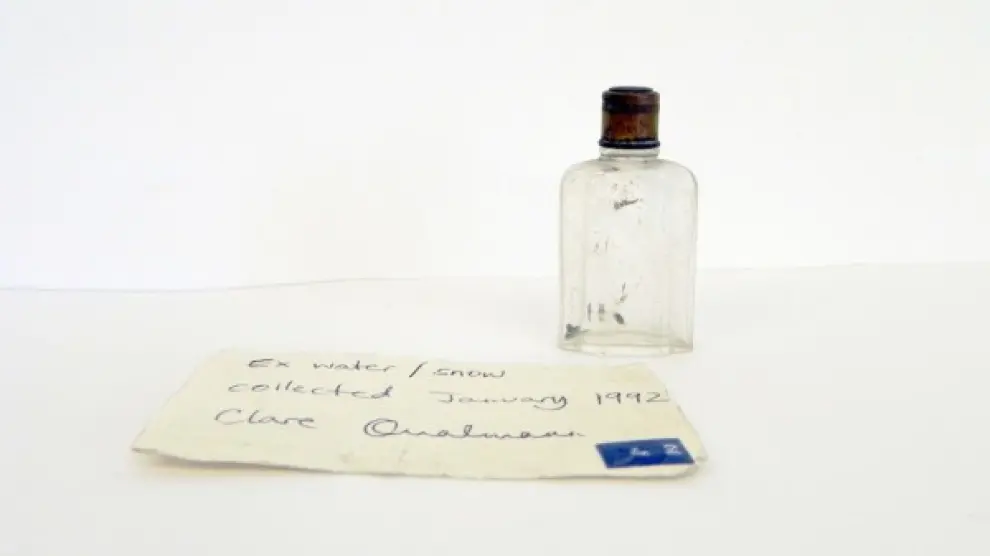 Ex water / snow
collected January 1992
Clare Qualmann